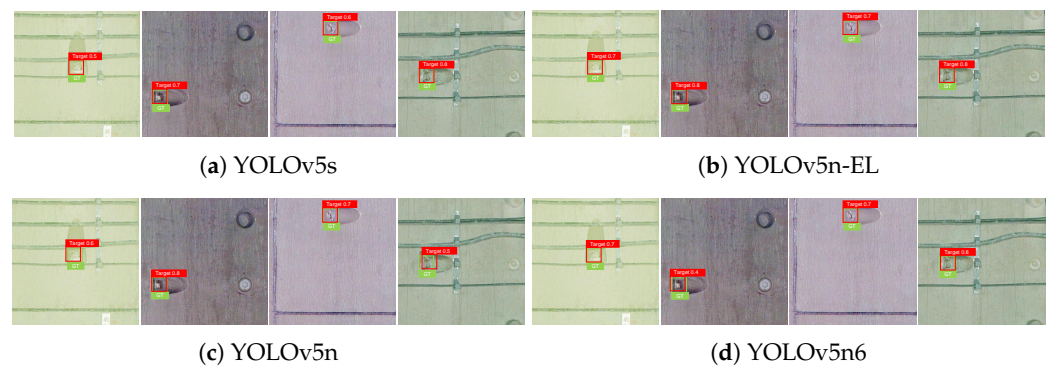 Target 0.5
GT
Target 0.7
GT
Target 0.6
GT
Target 0.8
GT
Target 0.7
GT
Target 0.8
GT
Target 0.7
GT
Target 0.8
GT
(a) YOLOv5s
(b) YOLOv5n-EL
Target 0.6
GT
Target 0.8
GT
Target 0.7
GT
Target 0.5
GT
Target 0.7
GT
Target 0.4
GT
Target 0.7
GT
Target 0.6
GT
(c) YOLOv5n
(d) YOLOv5n6